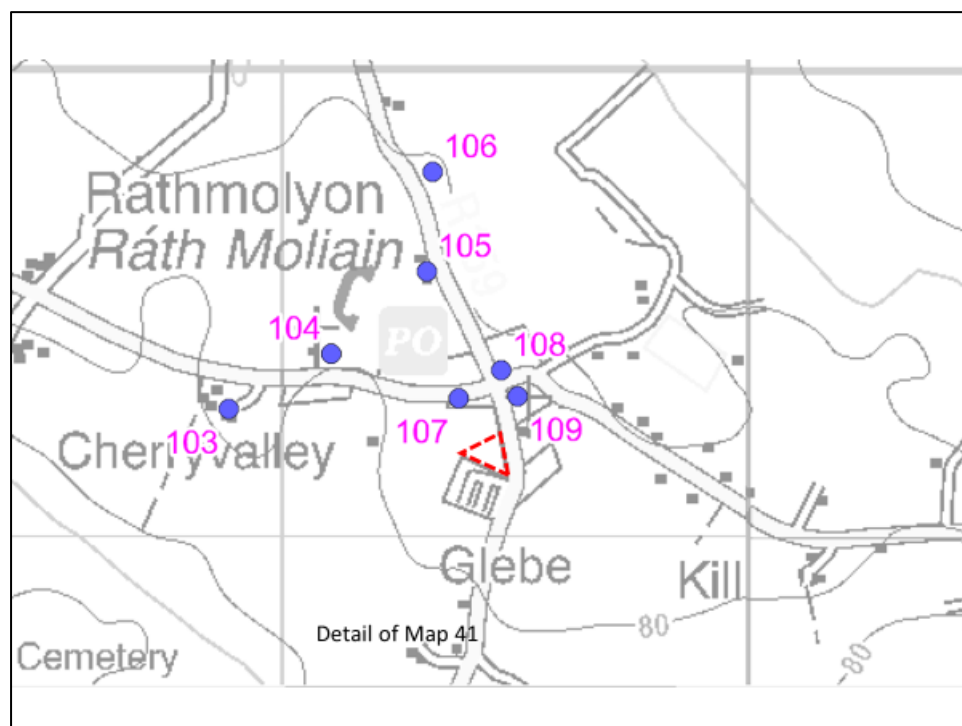 106
Rathmolyon
Ráth Moliain
105
R159
104
PO
108
103
107
109
Cherryvalley
Glebe
Kill
80
Detail of Map 41
Cemetery
80